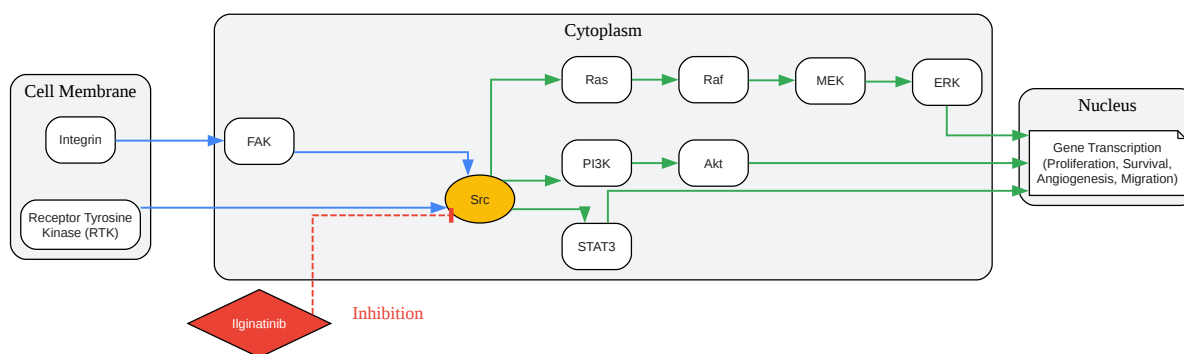 Cytoplasm
Cell Membrane
Integrin
Receptor Tyrosine
Kinase (RTK)
FAK
Src
Ras
Raf
MEK
ERK
PI3K
Akt
STAT3
Nucleus
Gene Transcription
(Proliferation, Survival,
Angiogenesis, Migration)
Ilginatinib
Inhibition